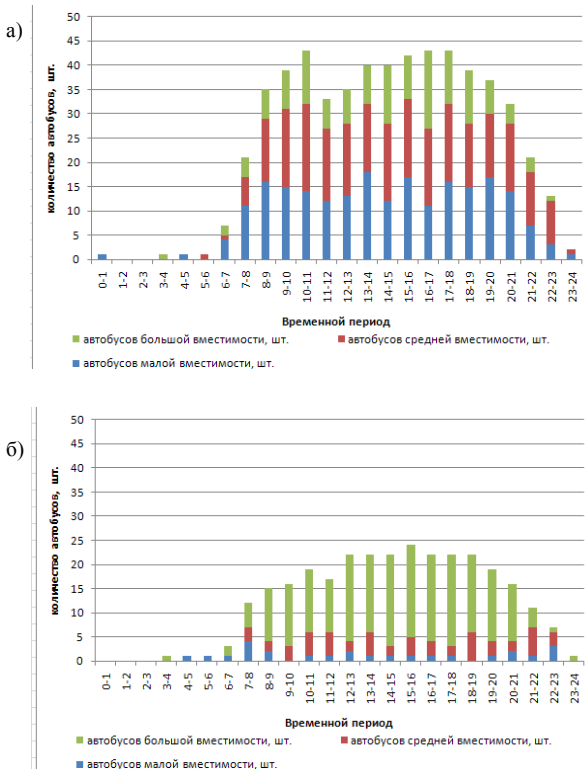 а)
количество автобусов, шт.
50
45
40
35
30
25
20
15
10
5
0
0-1 1-2 2-3 3-4 4-5 5-6 6-7 7-8 8-9 9-10 10-11 11-12 12-13 13-14 14-15 15-16 16-17 17-18 18-19 19-20 20-21 21-22 22-23 23-24
Временной период
автобусов большой вместимости, шт. автобусов средней вместимости, шт.
автобусов малой вместимости, шт.
б)
количество автобусов, шт.
50
45
40
35
30
25
20
15
10
5
0
0-1 1-2 2-3 3-4 4-5 5-6 6-7 7-8 8-9 9-10 10-11 11-12 12-13 13-14 14-15 15-16 16-17 17-18 18-19 19-20 20-21 21-22 22-23 23-24
Временной период
автобусов большой вместимости, шт. автобусов средней вместимости, шт.
автобусов малой вместимости, шт.